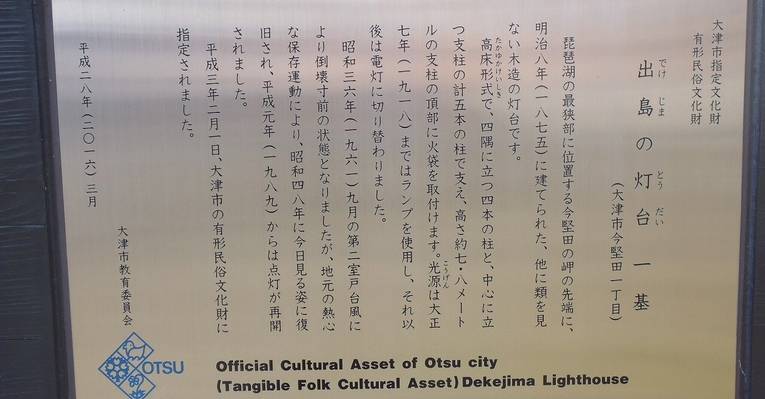 大津市指定文化財
有形民俗文化財
出島の灯台 一基
でけじま とうだい
(大津市今堅田一丁目)
琵琶湖の最狭部に位置する今堅田の岬の先端に、
明治八年(一八七五)に建てられた、他に類を見
ない木造の灯台です。
高床形式で、四隅に立つ四本の柱と、中心に立
たかゆかけいしき
つ支柱の計五本の柱で支え、高さ約七・八メート
ルの支柱の頂部に火袋を取付けます。光源は大正
こうげん
七年(一九一八)まではランプを使用し、それ以
後は電灯に切り替わりました。
昭和三六年(一九六一)九月の第二室戸台風に
より倒壊寸前の状態となりましたが、地元の熱心
な保存運動により、昭和四八年に今日見る姿に復
旧され、平成元年(一九八九)からは点灯が再開
されました。
平成三年二月一日、大津市の有形民俗文化財に
指定されました。
平成二八年(二〇一六)三月
大津市教育委員会
OTSU
Official Cultural Asset of Otsu city
(Tangible Folk Cultural Asset) Dekejima Lighthouse